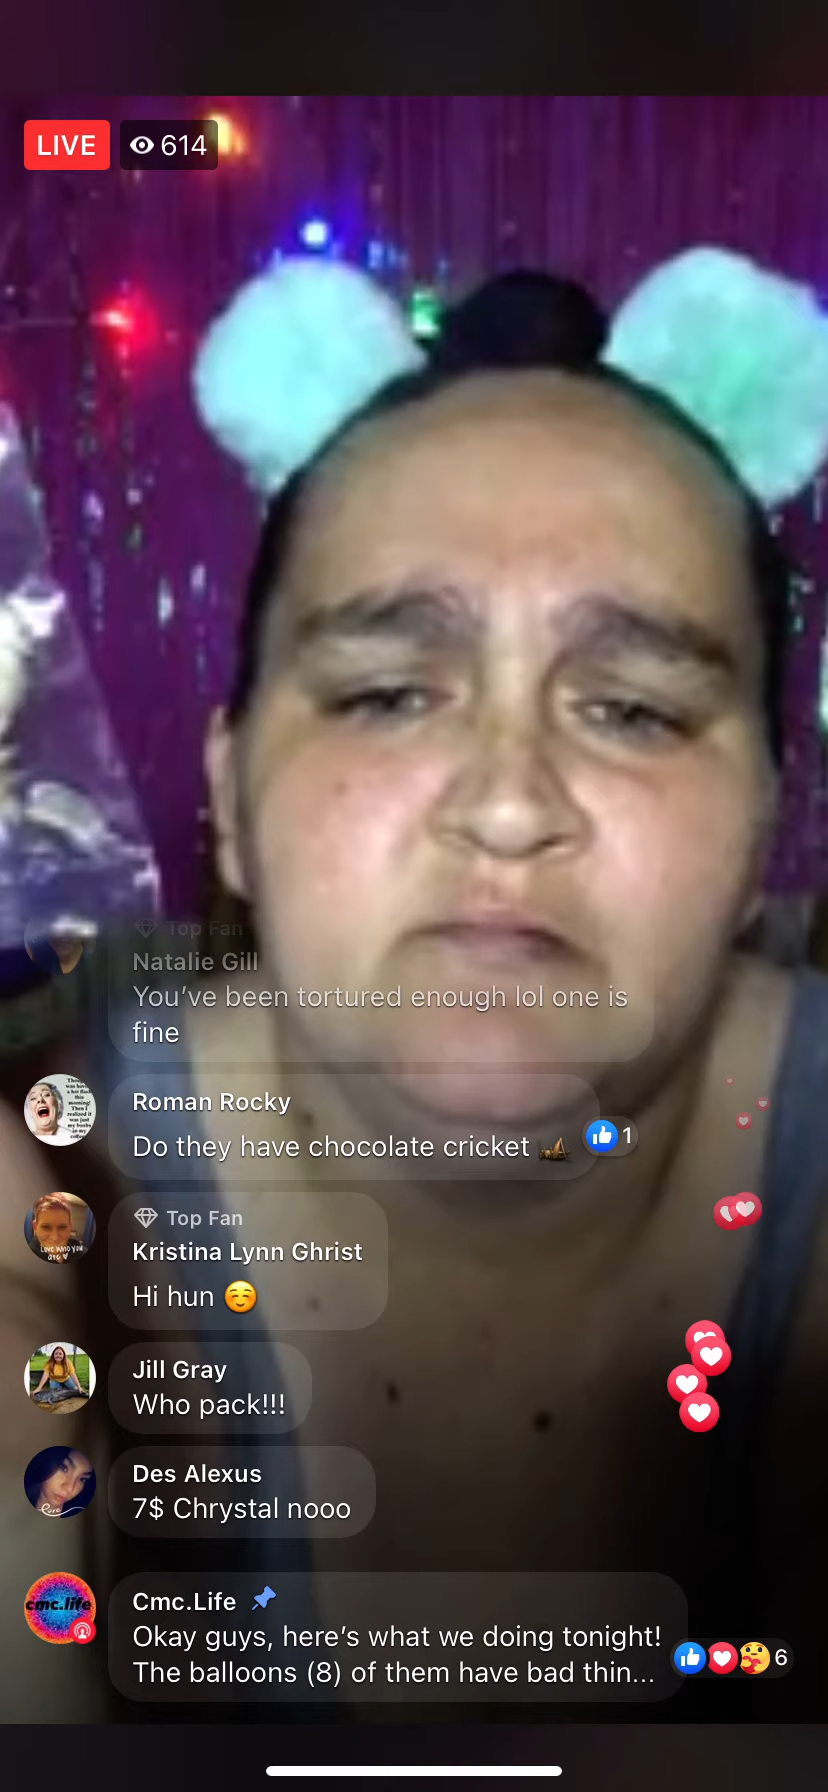 LIVE 614
Top Fan
Natalie Gill
You've been tortured enough lol one is
fine
Roman Rocky
Do they have chocolate cricket 🦗
1
Top Fan
Kristina Lynn Ghrist
Hi hun ☺️
Jill Gray
Who pack!!!
Des Alexus
7$ Chrystal nooo
cmc.life
Cmc.Life 📌
Okay guys, here's what we doing tonight!
The balloons (8) of them have bad thin...
6